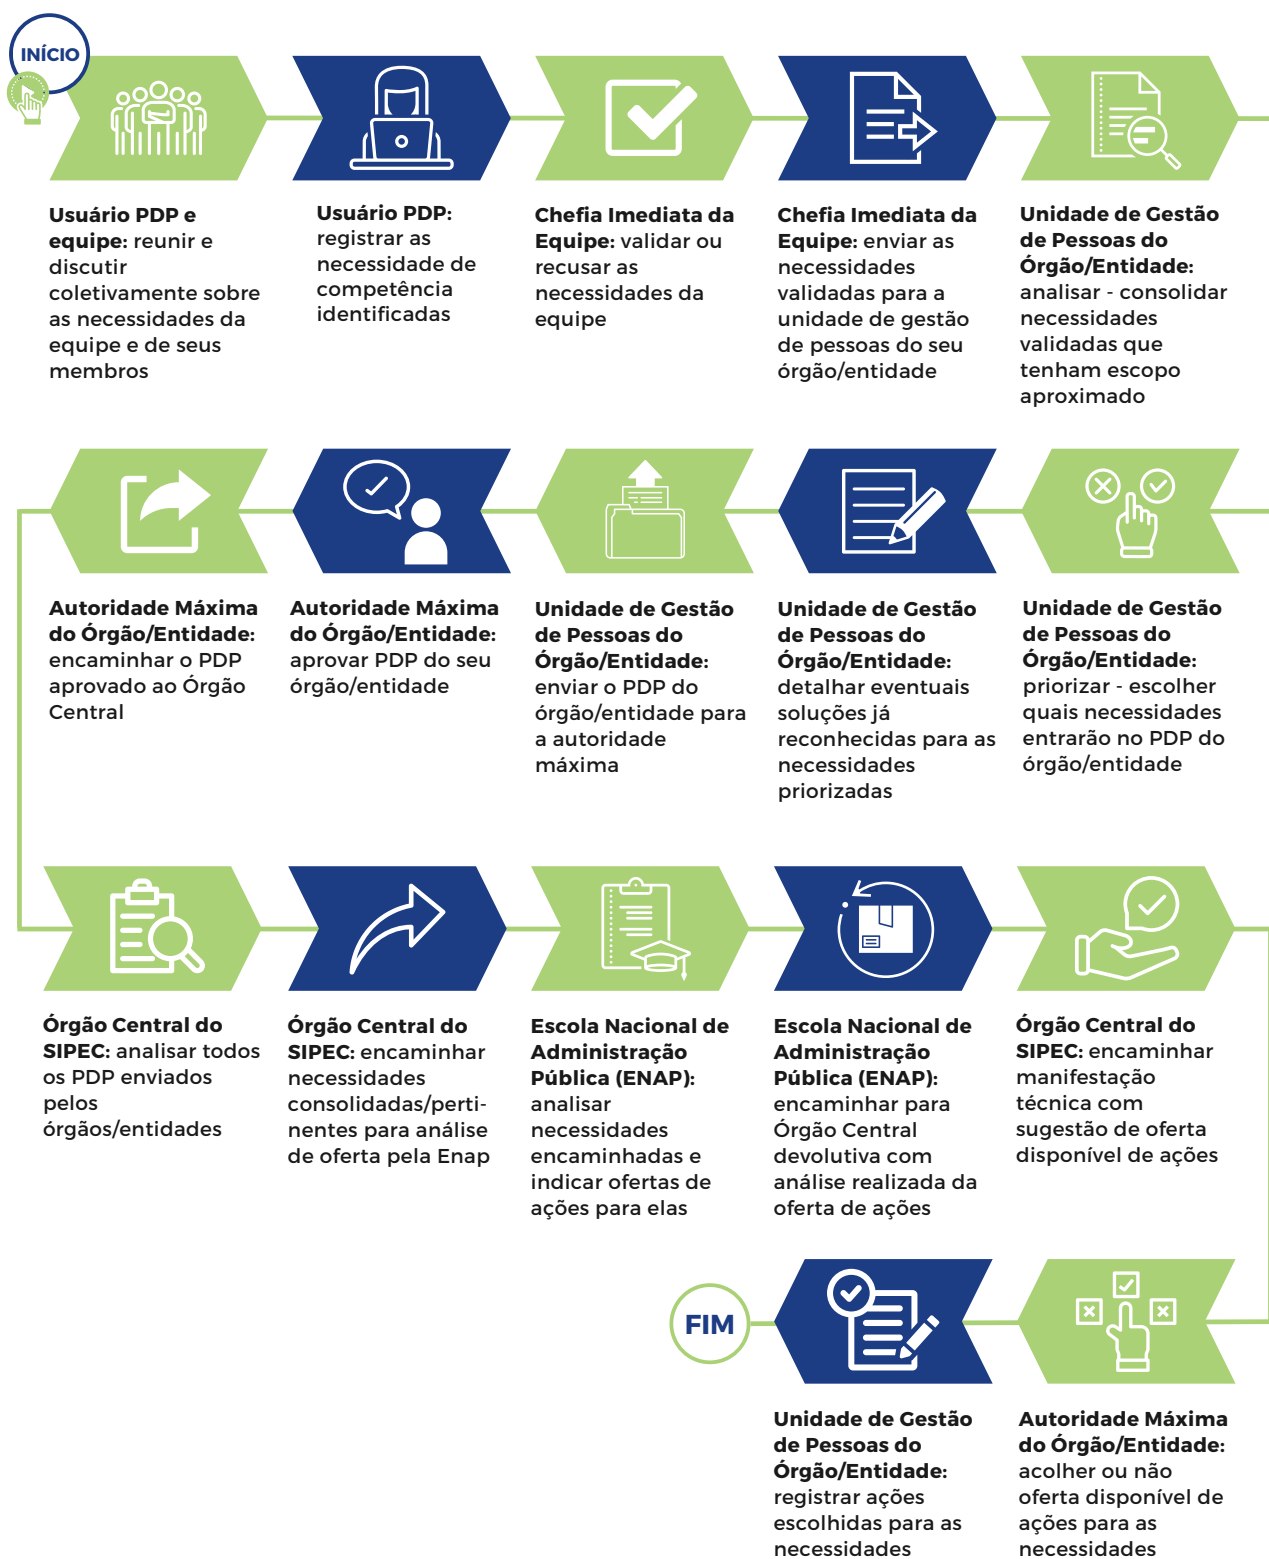 INÍCIO
Usuário PDP e
equipe: reunir e
discutir
coletivamente sobre
as necessidades da
equipe e de seus
membros
Usuário PDP:
registrar as
necessidade de
competência
identificadas
Chefia Imediata da
Equipe: validar ou
recusar as
necessidades da
equipe
Chefia Imediata da
Equipe: enviar as
necessidades
validadas para a
unidade de gestão
de pessoas do seu
órgão/entidade
Unidade de Gestão
de Pessoas do
Órgão/Entidade:
analisar - consolidar
necessidades
validadas que
tenham escopo
aproximado
Unidade de Gestão
de Pessoas do
Órgão/Entidade:
priorizar - escolher
quais necessidades
entrarão no PDP do
órgão/entidade
Unidade de Gestão
de Pessoas do
Órgão/Entidade:
detalhar eventuais
soluções já
reconhecidas para as
necessidades
priorizadas
Unidade de Gestão
de Pessoas do
Órgão/Entidade:
enviar o PDP do
órgão/entidade para
a autoridade
máxima
Autoridade Máxima
do Órgão/Entidade:
aprovar PDP do seu
órgão/entidade
Autoridade Máxima
do Órgão/Entidade:
encaminhar o PDP
aprovado ao Órgão
Central
Órgão Central do
SIPEC: analisar todos
os PDP enviados
pelos
órgãos/entidades
Órgão Central do
SIPEC: encaminhar
necessidades
consolidadas/perti-
nentes para análise
de oferta pela Enap
Escola Nacional de
Administração
Pública (ENAP):
analisar
necessidades
encaminhadas e
indicar ofertas de
ações para elas
Escola Nacional de
Administração
Pública (ENAP):
encaminhar para
Órgão Central
devolutiva com
análise realizada da
oferta de ações
Órgão Central do
SIPEC: encaminhar
manifestação
técnica com
sugestão de oferta
disponível de ações
Autoridade Máxima
do Órgão/Entidade:
acolher ou não
oferta disponível de
ações para as
necessidades
Unidade de Gestão
de Pessoas do
Órgão/Entidade:
registrar ações
escolhidas para as
necessidades
FIM